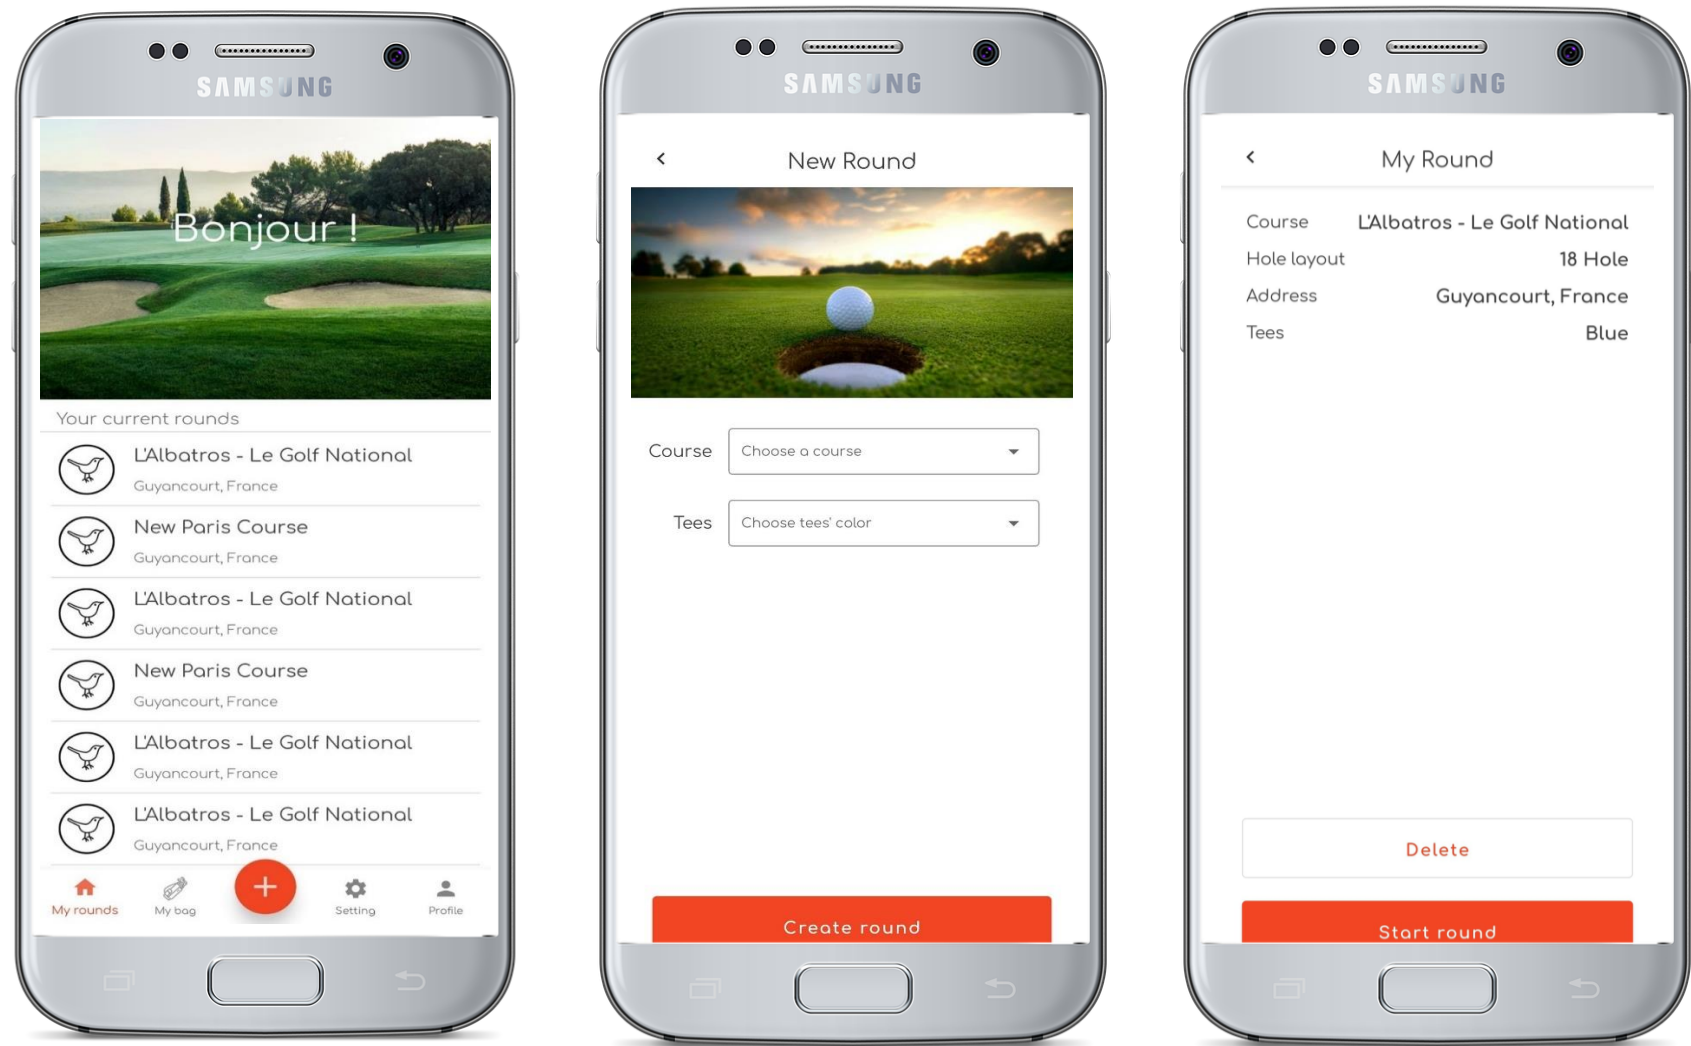 SAMSUNG
Bonjour !
Your current rounds
L'Albatros - Le Golf National
Guyancourt, France
New Paris Course
Guyancourt, France
L'Albatros - Le Golf National
Guyancourt, France
New Paris Course
Guyancourt, France
L'Albatros - Le Golf National
Guyancourt, France
L'Albatros - Le Golf National
Guyancourt, France
My rounds
My bag
+
Setting
Profile
SAMSUNG
New Round
Course
Choose a course
Tees
Choose tees' color
Create round
SAMSUNG
My Round
Course L'Albatros - Le Golf National
Hole layout 18 Hole
Address Guyancourt, France
Tees Blue
Delete
Start round